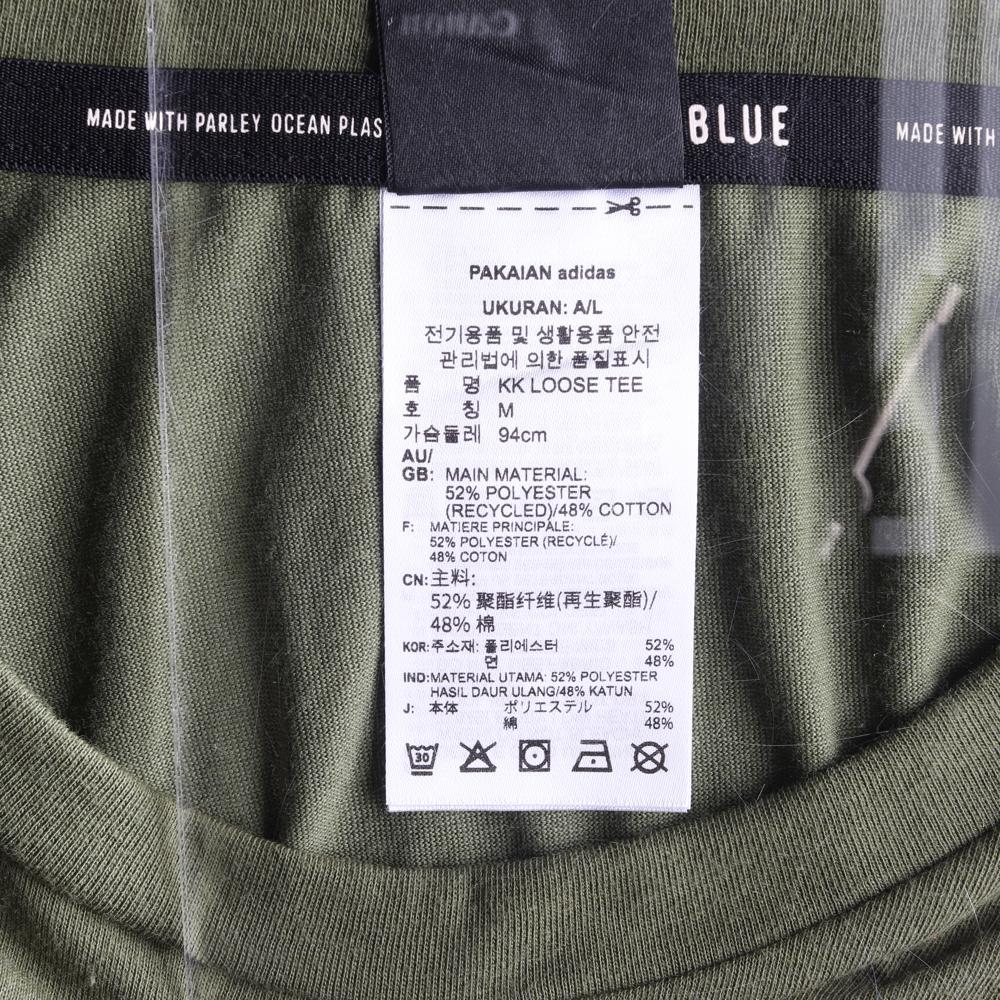 Canon
MADE WITH PARLEY OCEAN PLAS
BLUE
MADE WITH
PAKAIAN adidas
UKURAN: A/L
전기용품 및 생활용품 안전
관리법에 의한 품질표시
품 명 KK LOOSE TEE
호 칭 M
가슴둘레 94cm
AU/
GB: MAIN MATERIAL:
52% POLYESTER
(RECYCLED)/48% COTTON
F: MATIERE PRINCIPALE:
52% POLYESTER (RECYCLÉ)/
48% COTON
CN: 主料:
52% 聚酯纤维(再生聚酯)/
48% 棉
KOR: 주소재: 폴리에스터 52%
면 48%
IND: MATERIAL UTAMA: 52% POLYESTER
HASIL DAUR ULANG/48% KATUN
J: 本体 ポリエステル 52%
綿 48%
30